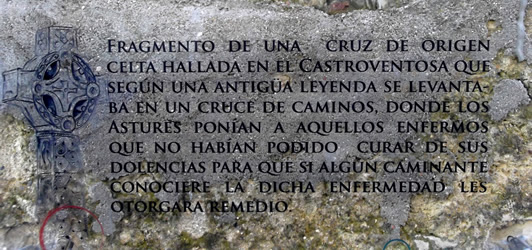 FRAGMENTO DE UNA CRUZ DE ORIGEN
CELTA HALLADA EN EL CASTROVENTOSA QUE
SEGÚN UNA ANTIGUA LEYENDA SE LEVANTA-
BA EN UN CRUCE DE CAMINOS, DONDE LOS
ASTURES PONÍAN A AQUELLOS ENFERMOS
QUE NO HABÍAN PODIDO CURAR DE SUS
DOLENCIAS PARA QUE SI ALGÚN CAMINANTE
CONOCIERE LA DICHA ENFERMEDAD LES
OTORGARA REMEDIO.